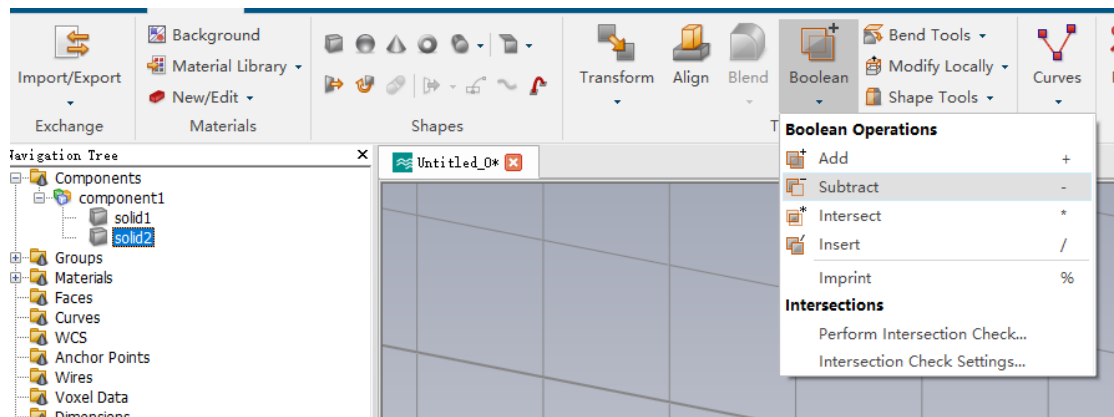 Import/Export
Exchange
Background
Material Library
New/Edit
Materials
Shapes
Transform
Align
Blend
Boolean
Bend Tools
Modify Locally
Shape Tools
Curves
Navigation Tree
Components
component1
solid1
solid2
Groups
Materials
Faces
Curves
WCS
Anchor Points
Wires
Voxel Data
Dimensions
Untitled_0*
Boolean Operations
Add +
Subtract -
Intersect *
Insert /
Imprint %
Intersections
Perform Intersection Check...
Intersection Check Settings...